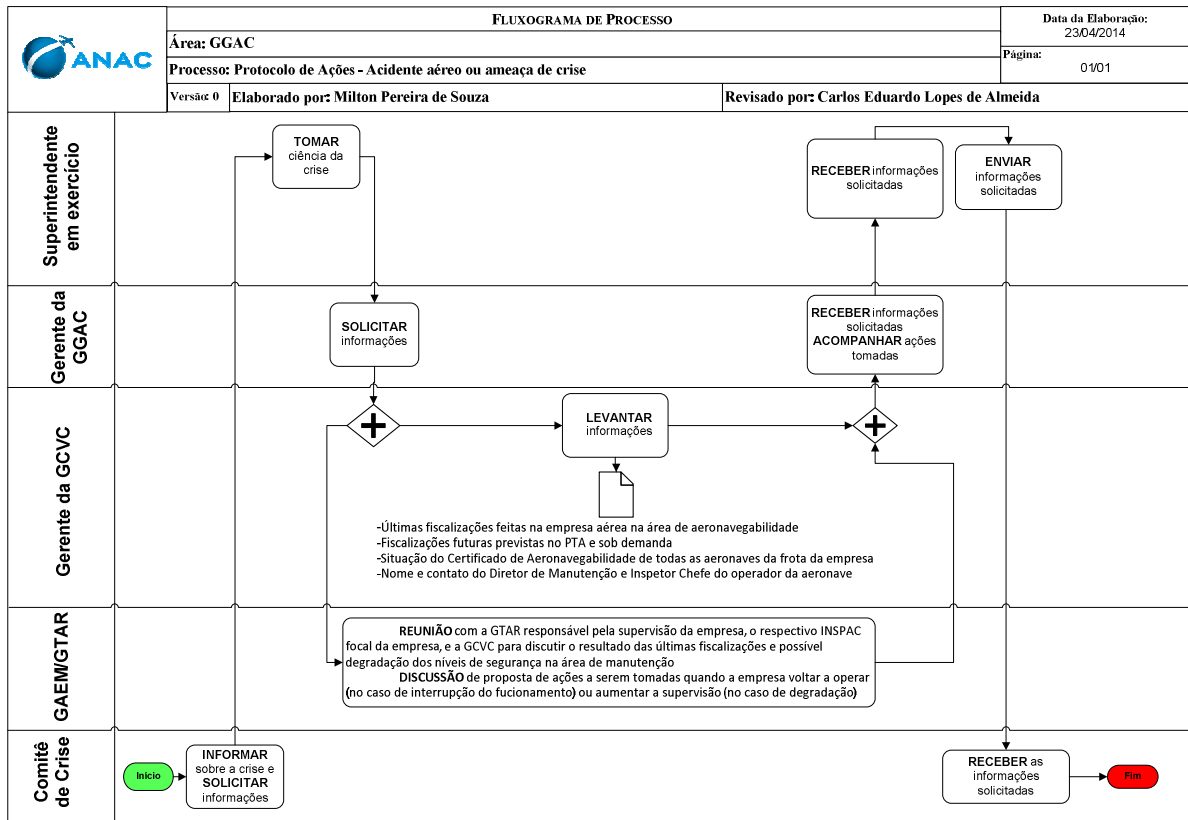 ANAC
FLUXOGRAMA DE PROCESSO
Área: GGAC
Processo: Protocolo de Ações - Acidente aéreo ou ameaça de crise
Data da Elaboração:
23/04/2014
Página:
01/01
Versão: 0
Elaborado por: Milton Pereira de Souza
Revisado por: Carlos Eduardo Lopes de Almeida
Superintendente
em exercício
TOMAR
ciência da
crise
RECEBER informações
solicitadas
ENVIAR
informações
solicitadas
Gerente da
GGAC
SOLICITAR
informações
RECEBER informações
solicitadas
ACOMPANHAR ações
tomadas
Gerente da GCVC
LEVANTAR
informações
-Últimas fiscalizações feitas na empresa aérea na área de aeronavegabilidade
-Fiscalizações futuras previstas no PTA e sob demanda
-Situação do Certificado de Aeronavegabilidade de todas as aeronaves da frota da empresa
-Nome e contato do Diretor de Manutenção e Inspetor Chefe do operador da aeronave
GAEM/GTAR
REUNIÃO com a GTAR responsável pela supervisão da empresa, o respectivo INSPAC
focal da empresa, e a GCVC para discutir o resultado das últimas fiscalizações e possível
degradação dos níveis de segurança na área de manutenção
DISCUSSÃO de proposta de ações a serem tomadas quando a empresa voltar a operar
(no caso de interrupção do fucionamento) ou aumentar a supervisão (no caso de degradação)
Comitê
de Crise
Início
INFORMAR
sobre a crise e
SOLICITAR
informações
RECEBER as
informações
solicitadas
Fim